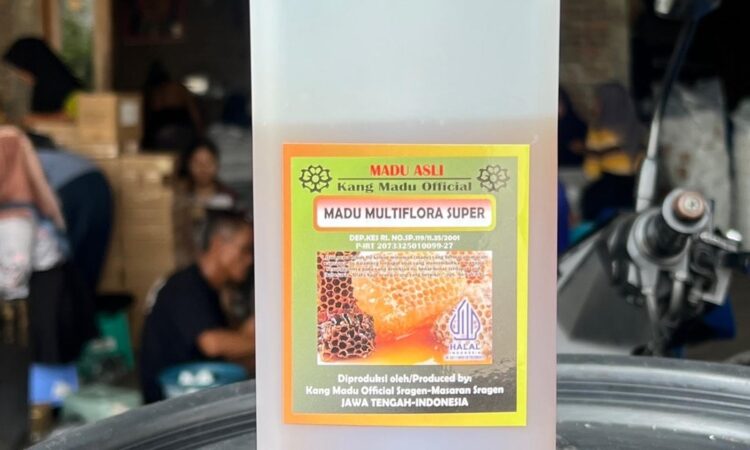 MADU ASLI
Kang Madu Official
MADU MULTIFLORA SUPER
DEP.KES RI. NO.SP.119/11.35/2001
P-IRT 2073325010099-27
HALAL
INDONESIA
Diproduksi oleh/Produced by:
Kang Madu Official Sragen-Masaran Sragen
JAWA TENGAH-INDONESIA